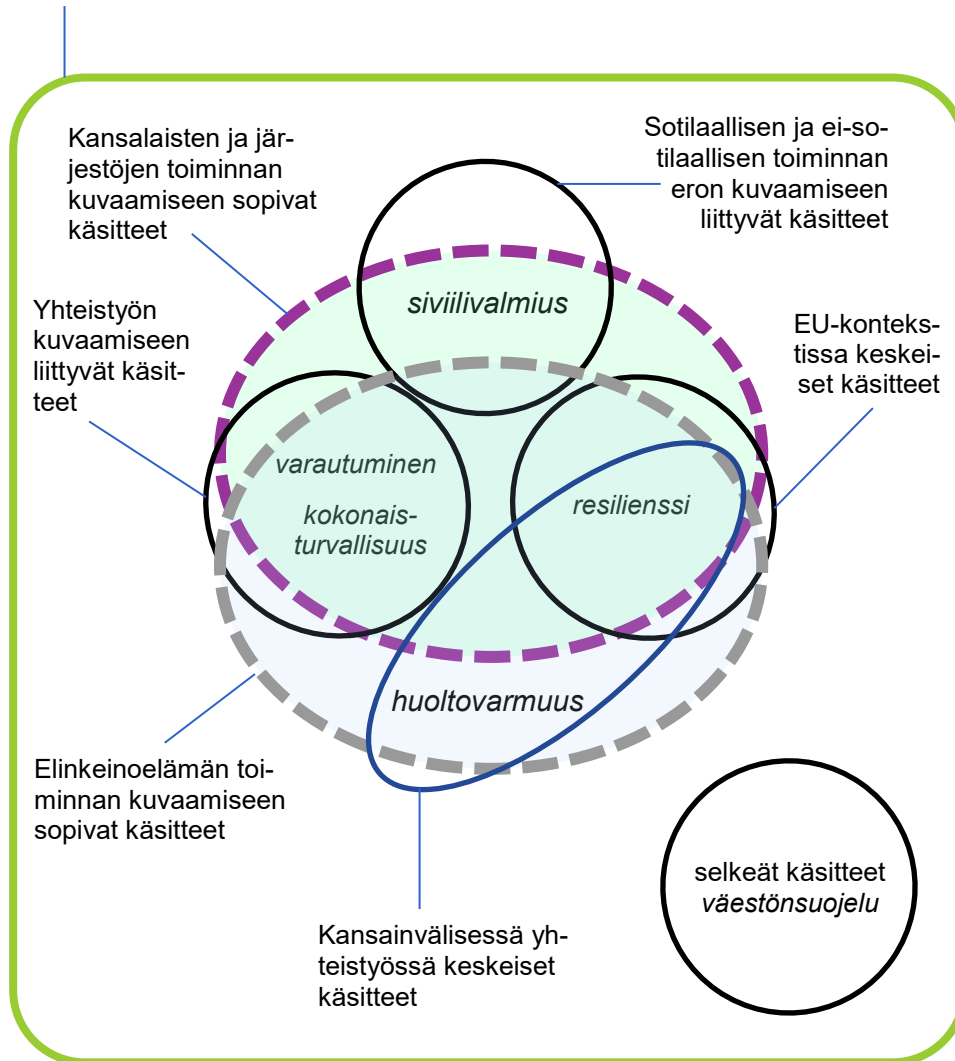 Kansalaisten ja jär-
jestöjen toiminnan
kuvaamiseen sopivat
käsitteet
Sotilaallisen ja ei-so-
tilaallisen toiminnan
eron kuvaamiseen
liittyvät käsitteet
Yhteistyön
kuvaamiseen
liittyvät käsit-
teet
siviilivalmius
EU-konteks-
tissa keskei-
set käsitteet
varautuminen
kokonais-
turvallisuus
resilienssi
huoltovarmuus
Elinkeinoelämän toi-
minnan kuvaamiseen
sopivat käsitteet
selkeät käsitteet
väestönsuojelu
Kansainvälisessä yh-
teistyössä keskeiset
käsitteet